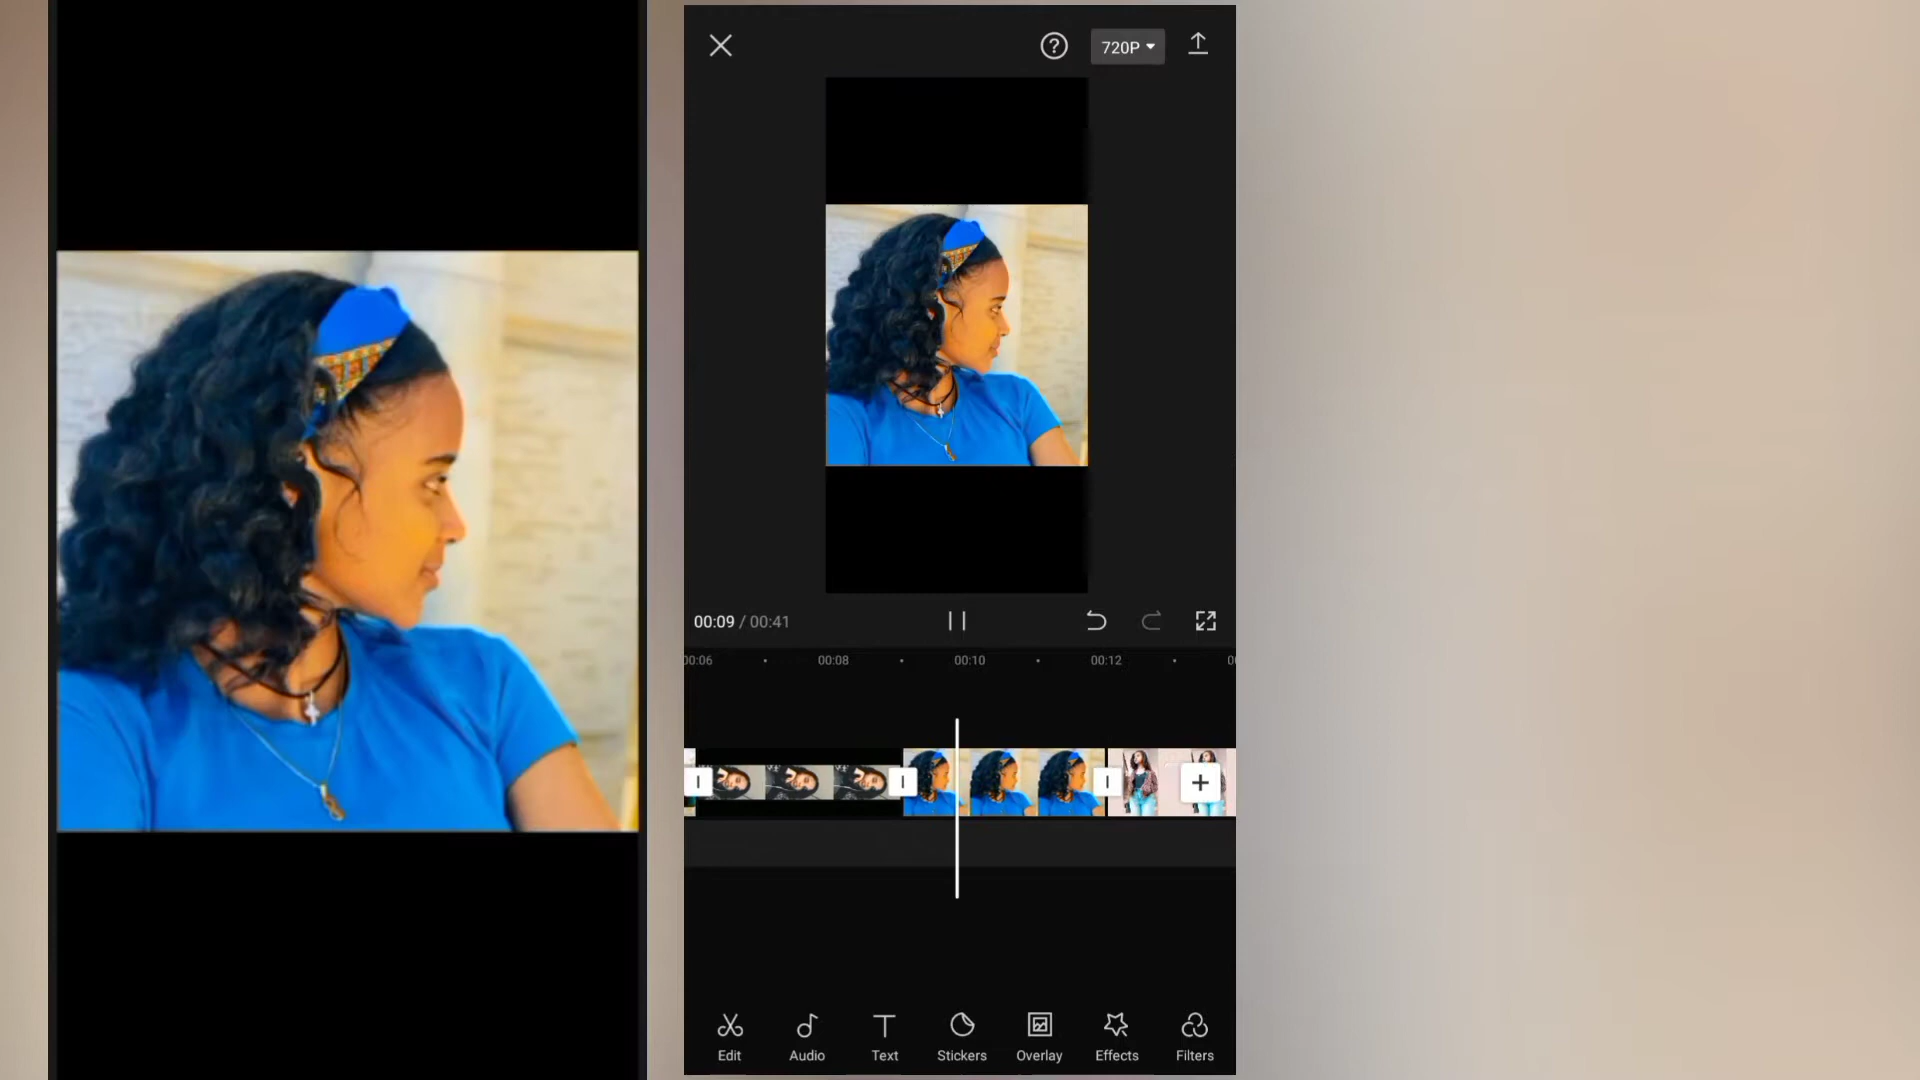 720P
00:09 / 00:41
00:06 00:08 00:10 00:12
Edit Audio Text Stickers Overlay Effects Filters